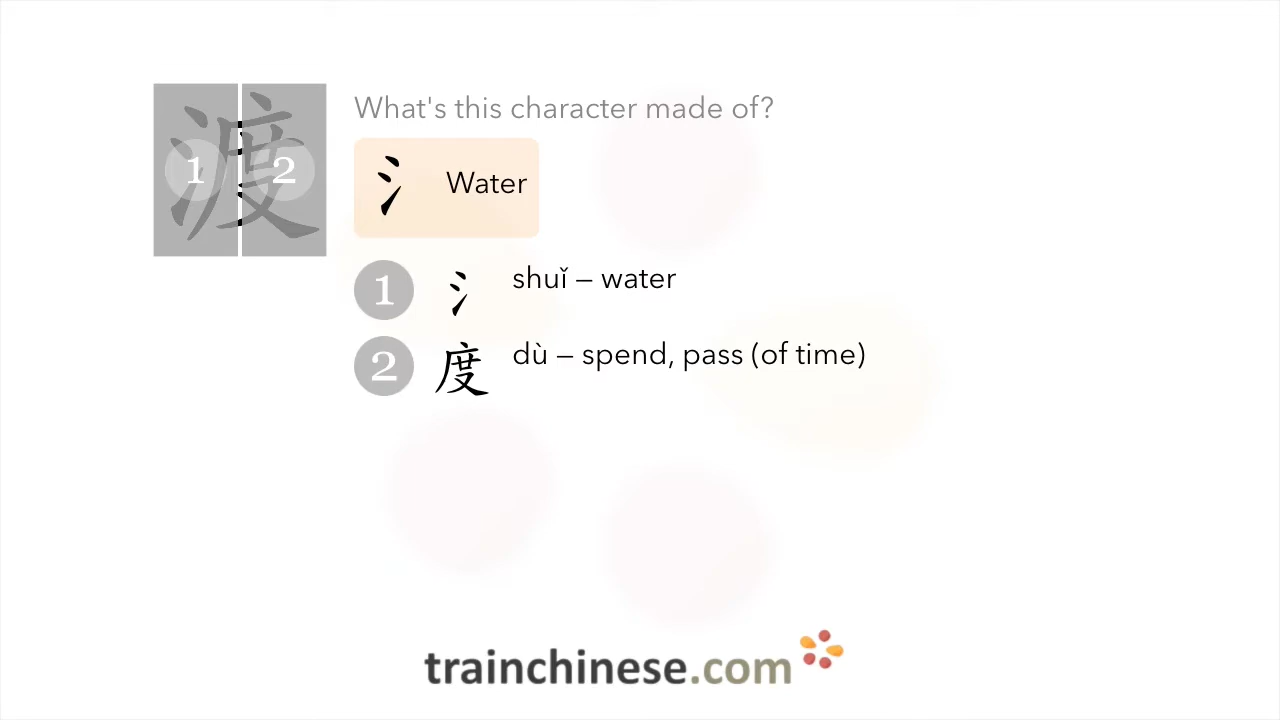 渡
1 2
What's this character made of?
氵 Water
1 氵 shuǐ – water
2 度 dù – spend, pass (of time)
trainchinese.com